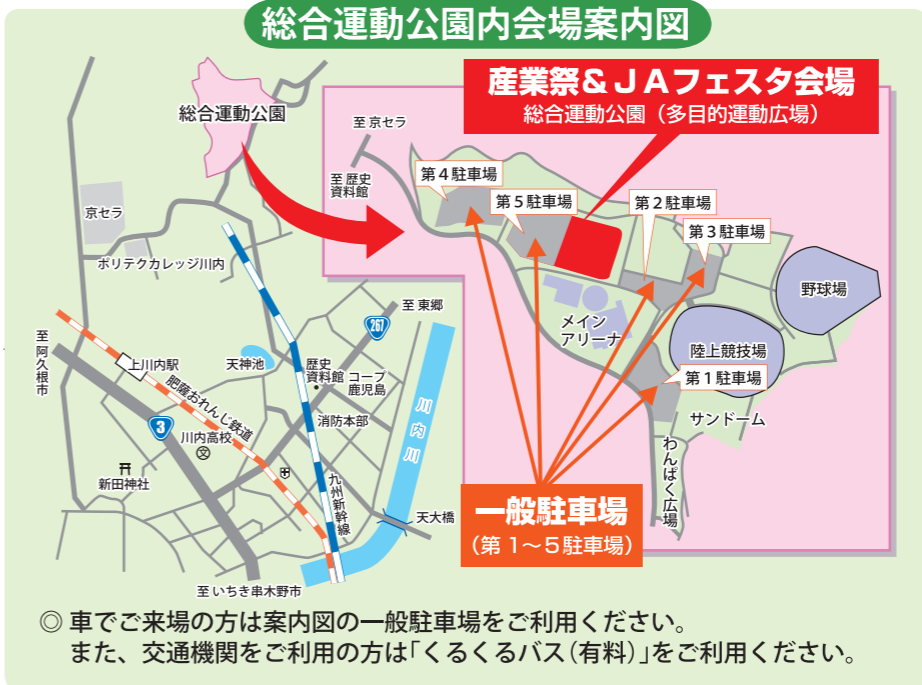 総合運動公園内会場案内図
産業祭&JAフェスタ会場
総合運動公園（多目的運動広場）
総合運動公園
至 京セラ
至 歴史
資料館
第4駐車場
第5駐車場
第2駐車場
第3駐車場
野球場
メイン
アリーナ
陸上競技場
第1駐車場
サンドーム
わんぱく広場
一般駐車場
（第 1～5駐車場）
京セラ
ポリテクカレッジ川内
至 東郷
267
至 阿久根市
上川内駅
天神池
歴史
資料館
コープ
鹿児島
肥薩おれんじ鉄道
3
川内高校
文
消防本部
川内川
新田神社
九州新幹線
天大橋
至 いちき串木野市
◎ 車でご来場の方は案内図の一般駐車場をご利用ください。
また、交通機関をご利用の方は「くるくるバス（有料）」をご利用ください。